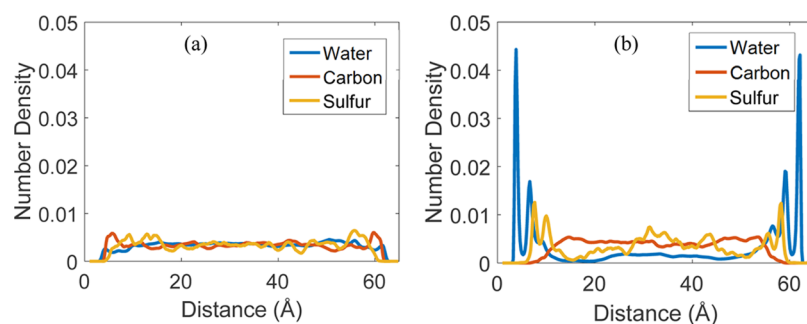 (a)
Water
Carbon
Sulfur
Number Density
0.05
0.04
0.03
0.02
0.01
0
0 20 40 60
Distance (Å)
(b)
Water
Carbon
Sulfur
Number Density
0.05
0.04
0.03
0.02
0.01
0
0 20 40 60
Distance (Å)